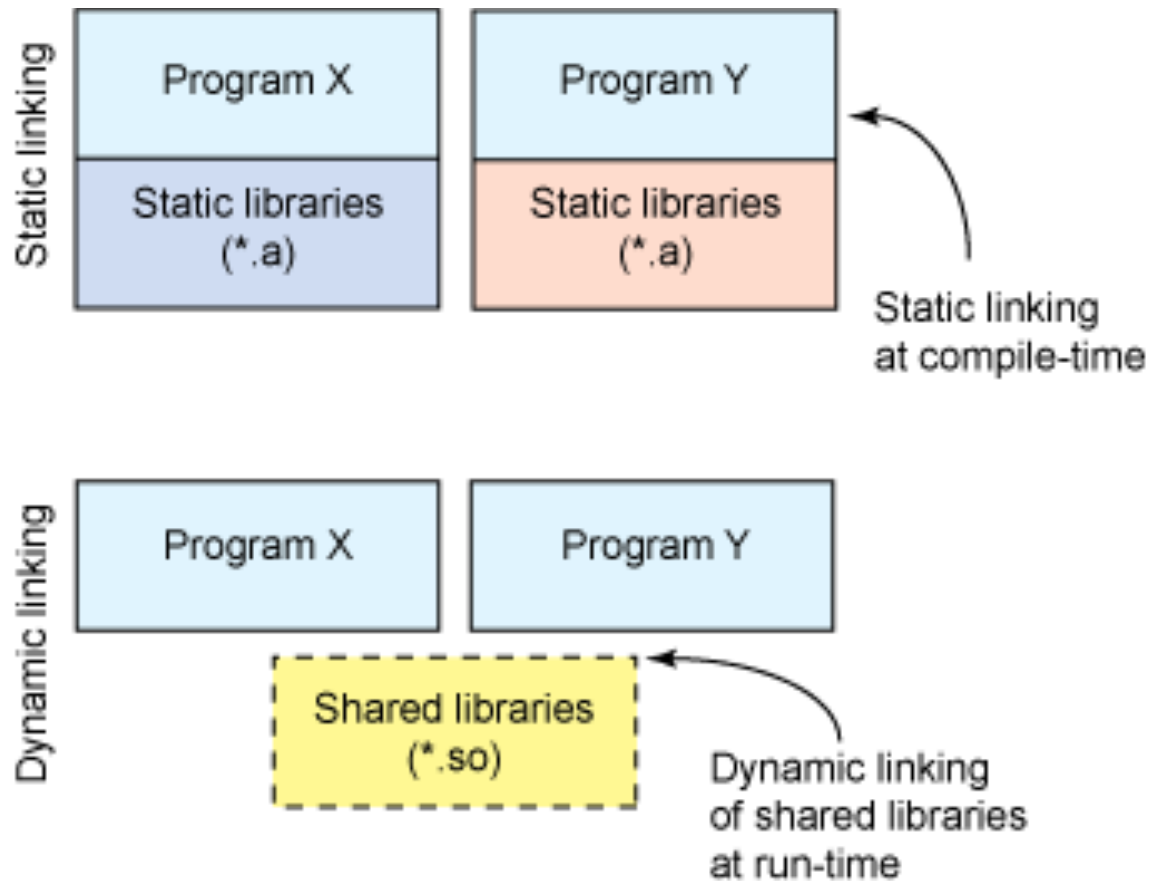 Static linking
Program X
Program Y
Static libraries
(*.a)
Static libraries
(*.a)
Static linking
at compile-time
Dynamic linking
Program X
Program Y
Shared libraries
(*.so)
Dynamic linking
of shared libraries
at run-time